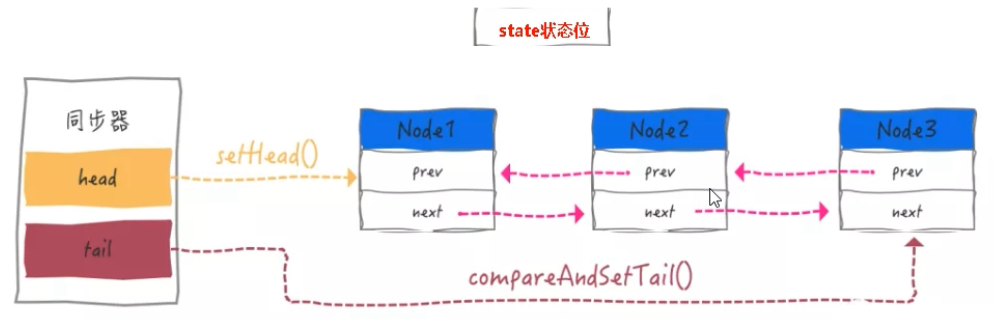 state状态位
同步器
head
tail
setHead()
Node1
prev
next
Node2
prev
next
Node3
prev
next
compareAndSetTail()